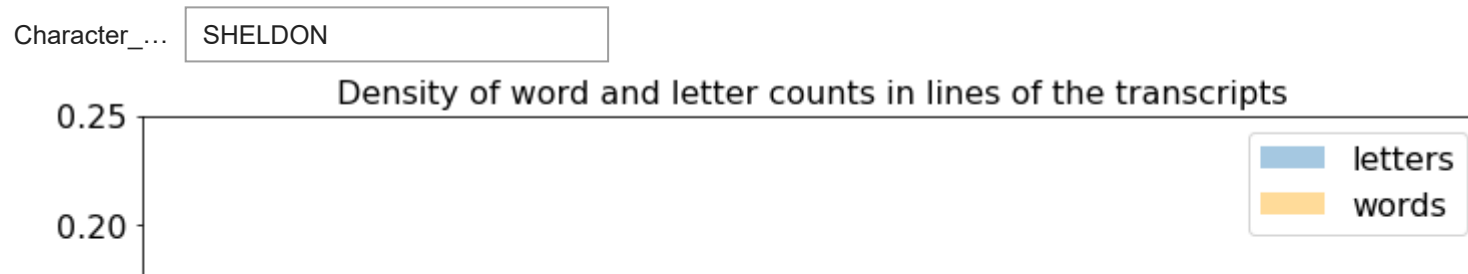 Character_… SHELDON
Density of word and letter counts in lines of the transcripts
0.25
letters
words
0.20